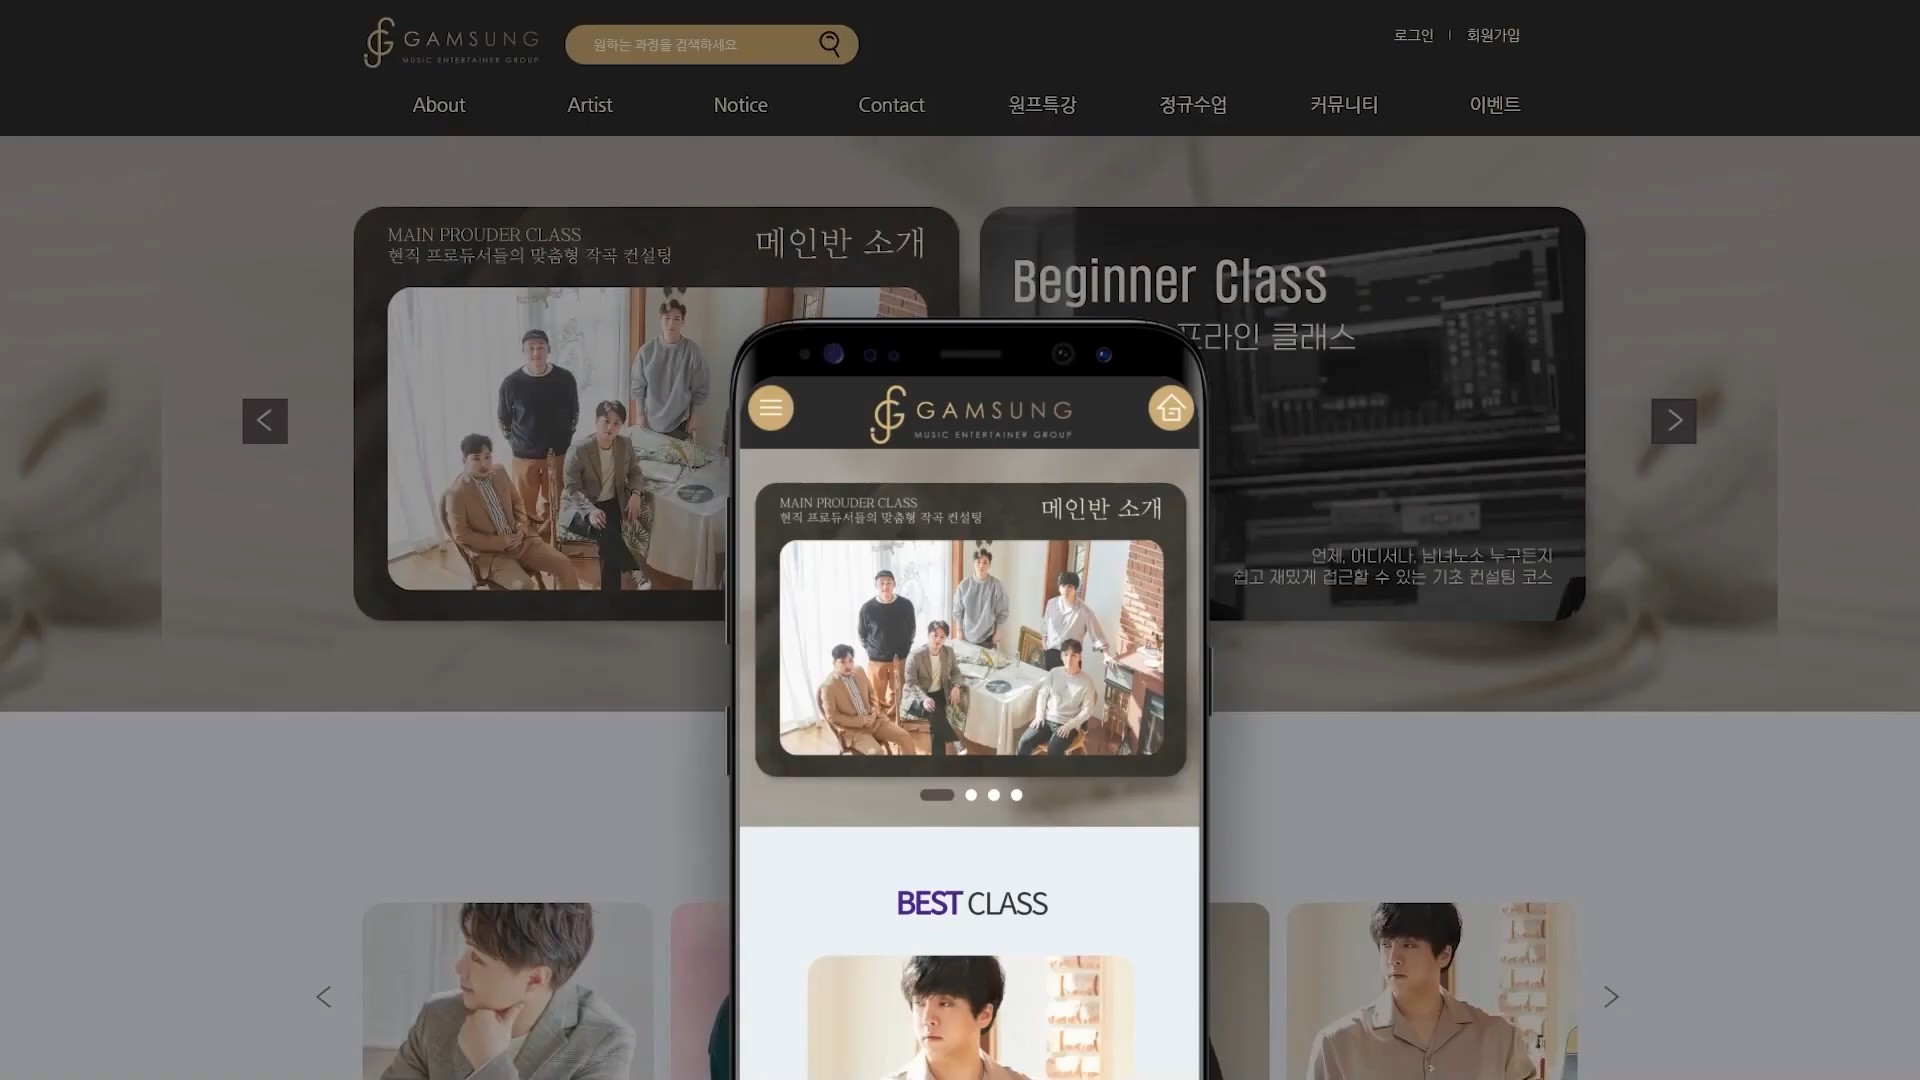 GAMSUNG
MUSIC ENTERTAINER GROUP
원하는 과정을 검색하세요
로그인
회원가입
About
Artist
Notice
Contact
원프특강
정규수업
커뮤니티
이벤트
MAIN PROUDER CLASS
현직 프로듀서들의 맞춤형 작곡 컨설팅
메인반 소개
Beginner Class
프라인 클래스
언제, 어디서나, 남녀노소 누구든지
쉽고 재밌게 접근할 수 있는 기초 컨설팅 코스
GAMSUNG
MUSIC ENTERTAINER GROUP
MAIN PROUDER CLASS
현직 프로듀서들의 맞춤형 작곡 컨설팅
메인반 소개
BEST CLASS